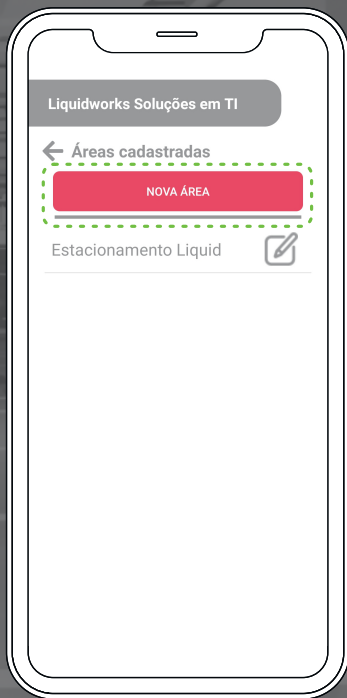 Liquidworks Soluções em TI
Áreas cadastradas
NOVA ÁREA
Estacionamento Liquid